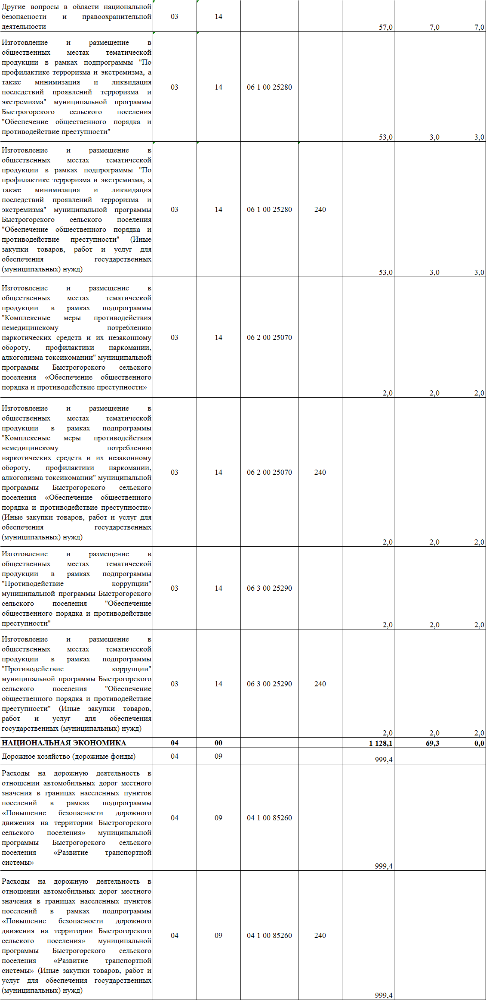 Другие вопросы в области национальной
безопасности и правоохранительной
деятельности
03
14
57,0
7,0
7,0
Изготовление и размещение в
общественных местах тематической
продукции в рамках подпрограммы "По
профилактике терроризма и экстремизма, а
также минимизация и ликвидация
последствий проявлений терроризма и
экстремизма" муниципальной программы
Быстрогорского сельского поселения
"Обеспечение общественного порядка и
противодействие преступности"
03
14
06 1 00 25280
53,0
3,0
3,0
Изготовление и размещение в
общественных местах тематической
продукции в рамках подпрограммы "По
профилактике терроризма и экстремизма, а
также минимизация и ликвидация
последствий проявлений терроризма и
экстремизма" муниципальной программы
Быстрогорского сельского поселения
"Обеспечение общественного порядка и
противодействие преступности" (Иные
закупки товаров, работ и услуг для
обеспечения государственных
(муниципальных) нужд)
03
14
06 1 00 25280
240
53,0
3,0
3,0
Изготовление и размещение в
общественных местах тематической
продукции в рамках подпрограммы
"Комплексные меры противодействия
немедицинскому потреблению
наркотических средств и их незаконному
обороту, профилактики наркомании,
алкоголизма токсикомании" муниципальной
программы Быстрогорского сельского
поселения «Обеспечение общественного
порядка и противодействие преступности»
03
14
06 2 00 25070
2,0
2,0
2,0
Изготовление и размещение в
общественных местах тематической
продукции в рамках подпрограммы
"Комплексные меры противодействия
немедицинскому потреблению
наркотических средств и их незаконному
обороту, профилактики наркомании,
алкоголизма токсикомании" муниципальной
программы Быстрогорского сельского
поселения «Обеспечение общественного
порядка и противодействие преступности»
(Иные закупки товаров, работ и услуг для
обеспечения государственных
(муниципальных) нужд)
03
14
06 2 00 25070
240
2,0
2,0
2,0
Изготовление и размещение в
общественных местах тематической
продукции в рамках подпрограммы
"Противодействие коррупции"
муниципальной программы Быстрогорского
сельского поселения "Обеспечение
общественного порядка и противодействие
преступности"
03
14
06 3 00 25290
2,0
2,0
2,0
Изготовление и размещение в
общественных местах тематической
продукции в рамках подпрограммы
"Противодействие коррупции"
муниципальной программы Быстрогорского
сельского поселения "Обеспечение
общественного порядка и противодействие
преступности" (Иные закупки товаров,
работ и услуг для обеспечения
государственных (муниципальных) нужд)
03
14
06 3 00 25290
240
2,0
2,0
2,0
НАЦИОНАЛЬНАЯ ЭКОНОМИКА
04
00
1 128,1
69,3
0,0
Дорожное хозяйство (дорожные фонды)
04
09
999,4
Расходы на дорожную деятельность в
отношении автомобильных дорог местного
значения в границах населенных пунктов
поселений в рамках подпрограммы
«Повышение безопасности дорожного
движения на территории Быстрогорского
сельского поселения» муниципальной
программы Быстрогорского сельского
поселения «Развитие транспортной
системы»
04
09
04 1 00 85260
999,4
Расходы на дорожную деятельность в
отношении автомобильных дорог местного
значения в границах населенных пунктов
поселений в рамках подпрограммы
«Повышение безопасности дорожного
движения на территории Быстрогорского
сельского поселения» муниципальной
программы Быстрогорского сельского
поселения «Развитие транспортной
системы» (Иные закупки товаров, работ и
услуг для обеспечения государственных
(муниципальных) нужд)
04
09
04 1 00 85260
240
999,4